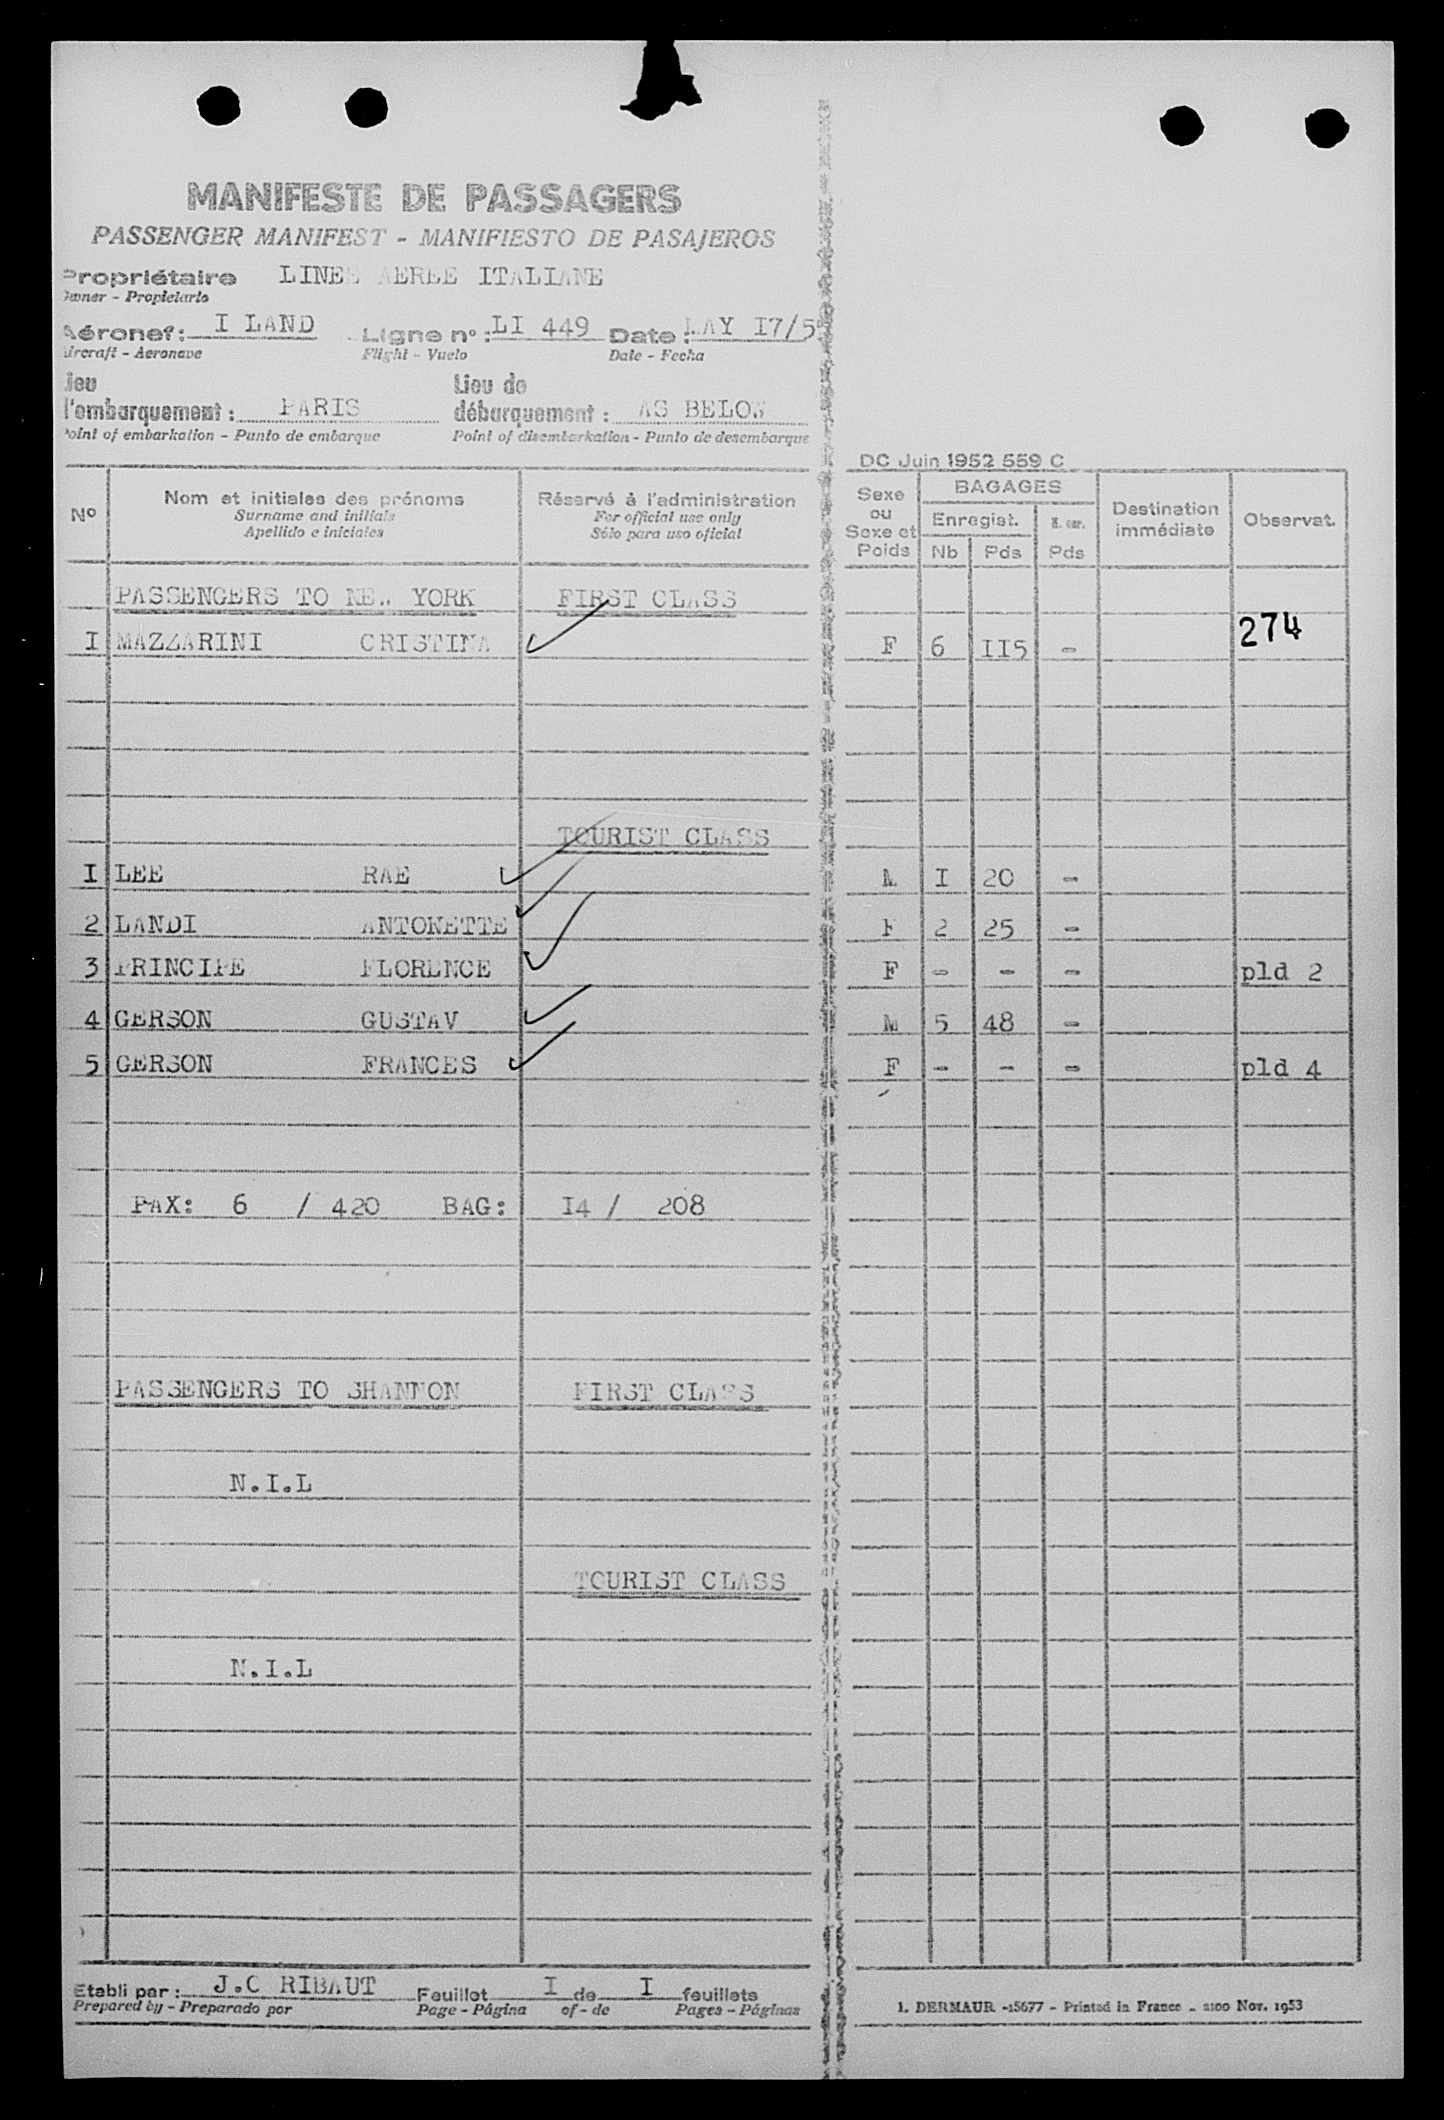 MANIFESTE DE PASSAGERS
PASSENGER MANIFEST - MANIFIESTO DE PASAJEROS
Propriétaire LINEE AEREE ITALIANE
Owner - Propietario
Aéronef: I LAND Ligne n°: LI 449 Date: MAY I7/5
Aircraft - Aeronave Flight - Vuelo Date - Fecha
Lieu
d'embarquement: PARIS Lieu de débarquement: AS BELOW
Point of embarkation - Punto de embarque Point of disembarkation - Punto de desembarque
DC Juin 1952 559 C
N° Nom et initiales des prénoms Réservé à l'administration Sexe ou Sexe et Poids BAGAGES Destination immédiate Observat.
Surname and initials For official use only Enregist.
Apellido e iniciales Sólo para uso oficial Nb Pds Pds
PASSENGERS TO NEW YORK FIRST CLASS
I MAZZARINI CRISTINA F 6 II5 - 274
TOURIST CLASS
I LEE RAE M I 20 -
2 LANDI ANTONETTE F 2 25 -
3 PRINCIPE FLORENCE F - - - pld 2
4 GERSON GUSTAV M 5 48 -
5 GERSON FRANCES F - - - pld 4
PAX: 6 / 420 BAG: I4 / 208
PASSENGERS TO SHANNON FIRST CLASS
N.I.L
TOURIST CLASS
N.I.L
Etabli par: J.C RIBAUT Feuillet I de I feuillets
Prepared by - Preparado por Page - Página of - de Pages - Páginas
1. DERMAUR -15677 - Printed in France - 2100 Nov. 1953